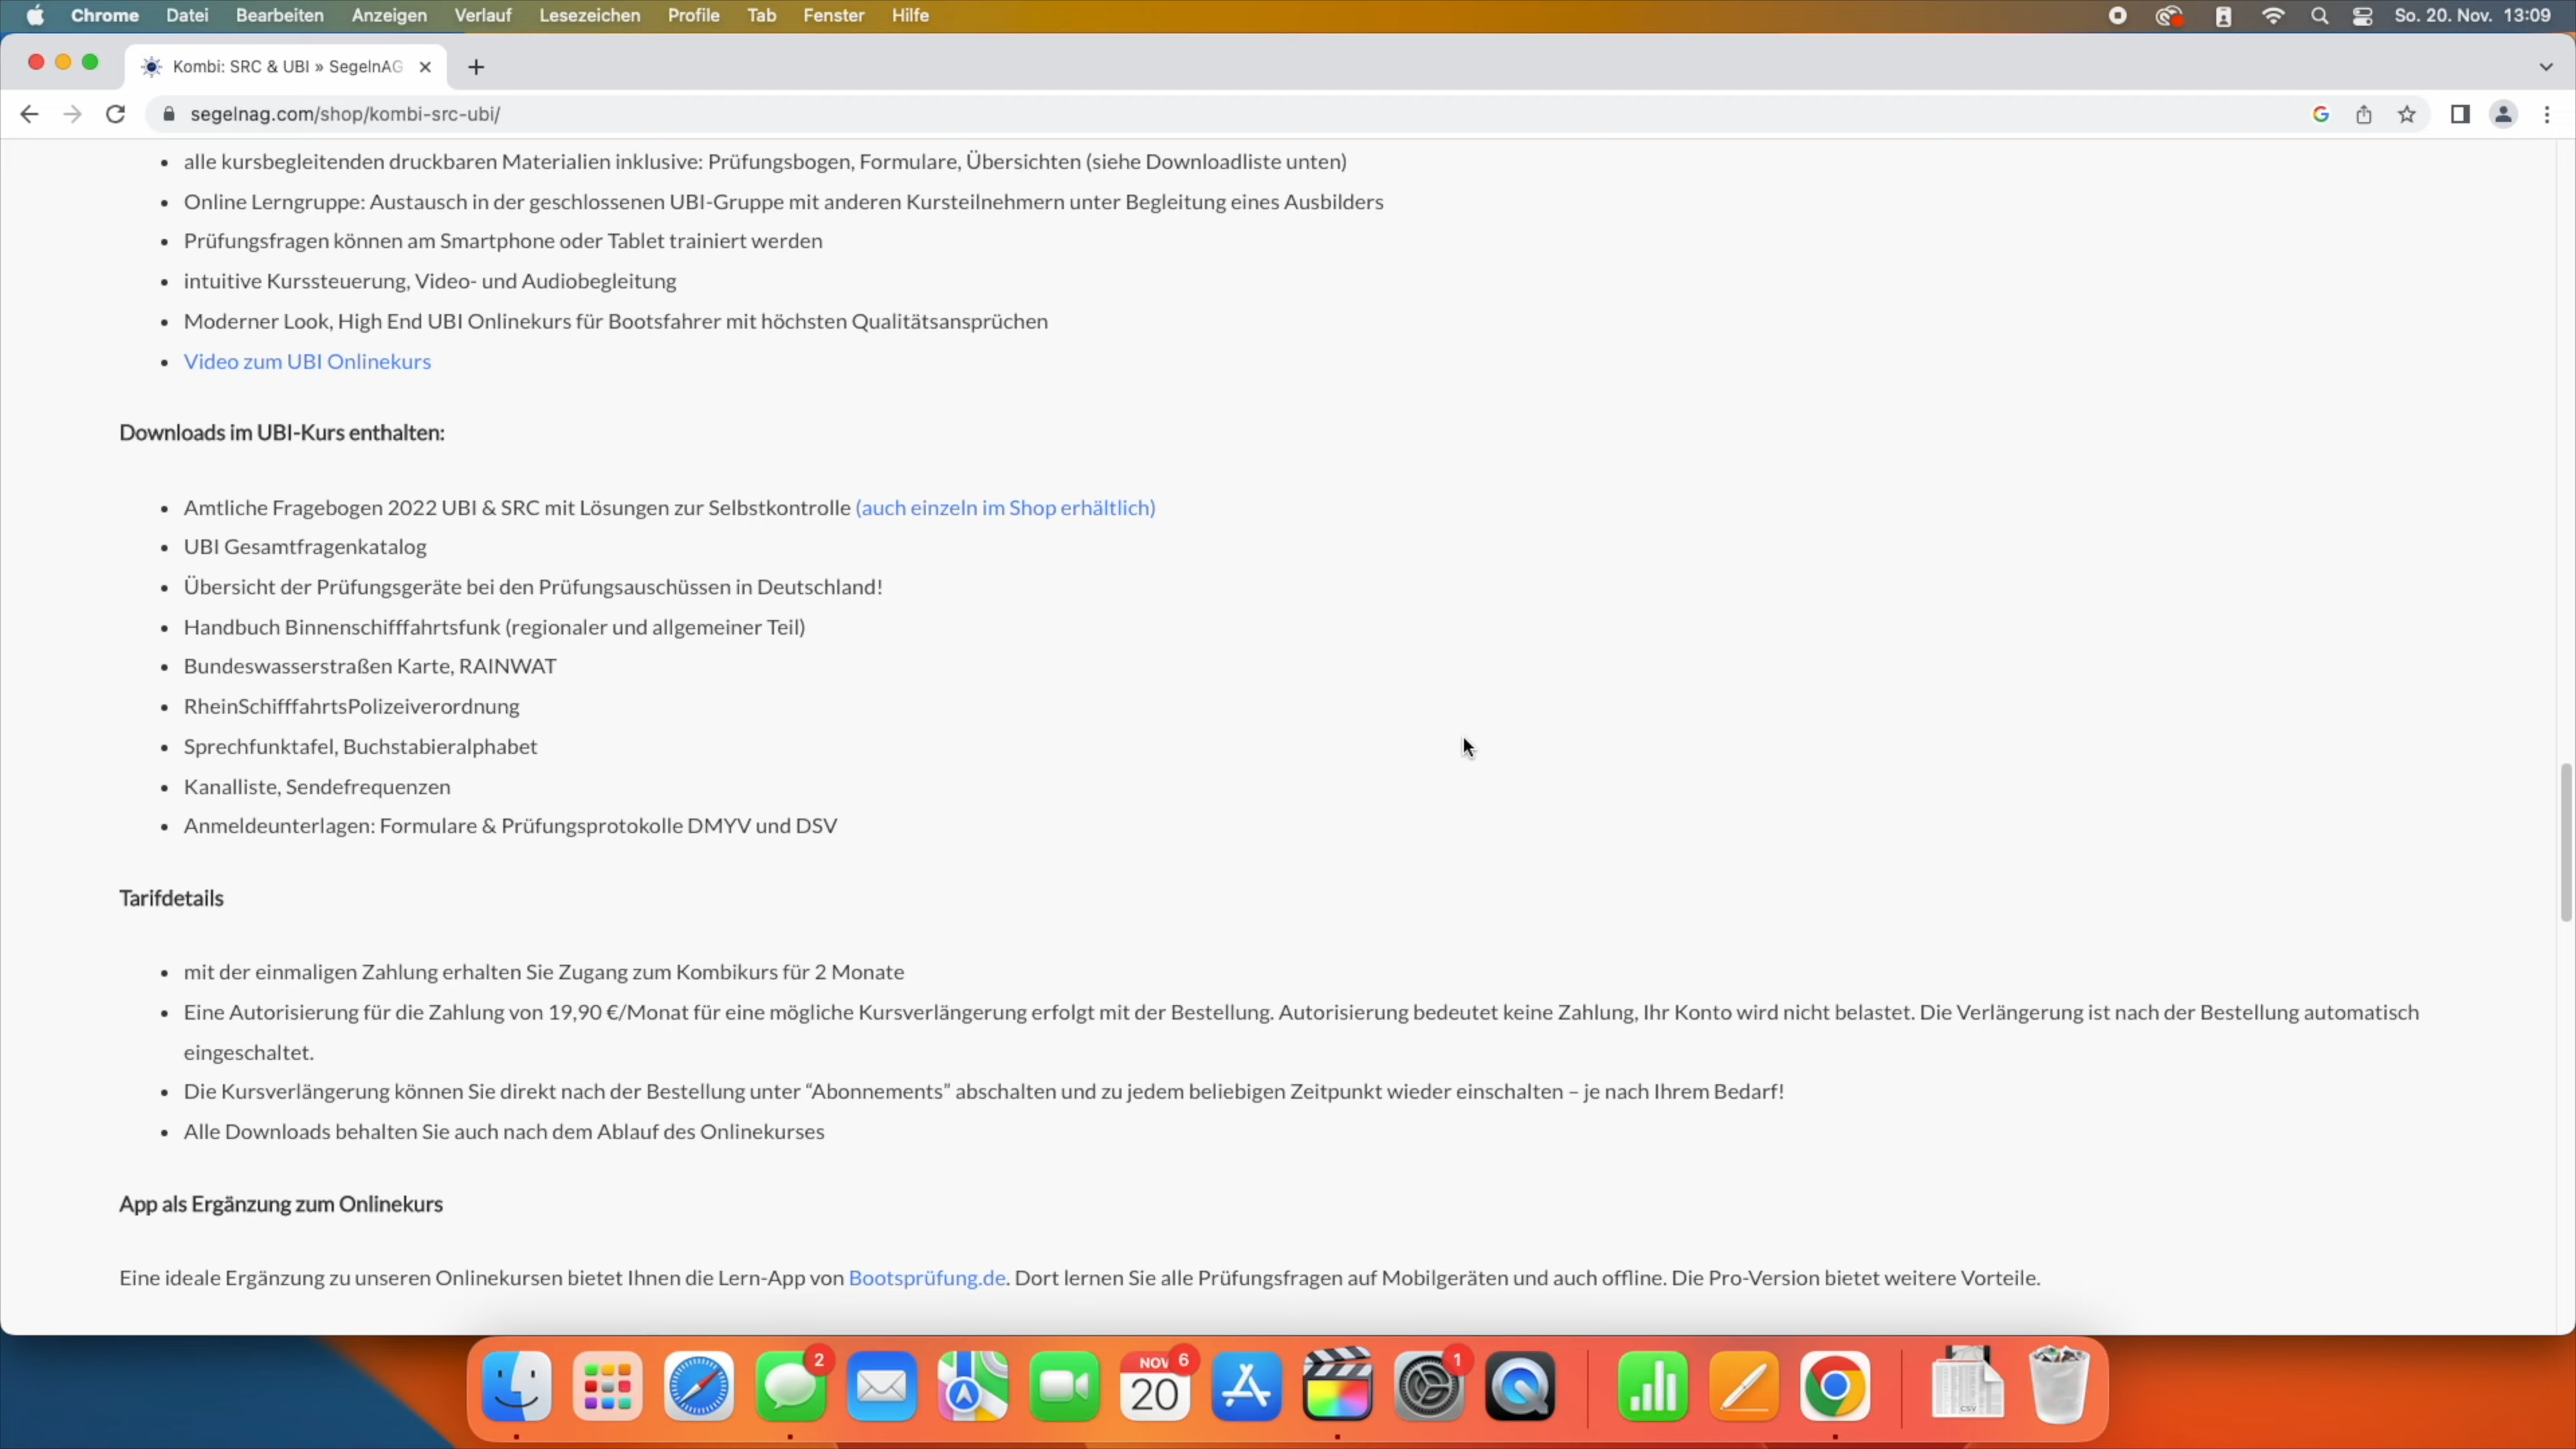 Chrome Datei Bearbeiten Anzeigen Verlauf Lesezeichen Profile Tab Fenster Hilfe So. 20. Nov. 13:09
Kombi: SRC & UBI » SegelnAG
segelnag.com/shop/kombi-src-ubi/
• alle kursbegleitenden druckbaren Materialien inklusive: Prüfungsbogen, Formulare, Übersichten (siehe Downloadliste unten)
• Online Lerngruppe: Austausch in der geschlossenen UBI-Gruppe mit anderen Kursteilnehmern unter Begleitung eines Ausbilders
• Prüfungsfragen können am Smartphone oder Tablet trainiert werden
• intuitive Kurssteuerung, Video- und Audiobegleitung
• Moderner Look, High End UBI Onlinekurs für Bootsfahrer mit höchsten Qualitätsansprüchen
• Video zum UBI Onlinekurs
Downloads im UBI-Kurs enthalten:
• Amtliche Fragebogen 2022 UBI & SRC mit Lösungen zur Selbstkontrolle (auch einzeln im Shop erhältlich)
• UBI Gesamtfragenkatalog
• Übersicht der Prüfungsgeräte bei den Prüfungsauschüssen in Deutschland!
• Handbuch Binnenschifffahrtsfunk (regionaler und allgemeiner Teil)
• Bundeswasserstraßen Karte, RAINWAT
• RheinSchifffahrtsPolizeiverordnung
• Sprechfunktafel, Buchstabieralphabet
• Kanalliste, Sendefrequenzen
• Anmeldeunterlagen: Formulare & Prüfungsprotokolle DMYV und DSV
Tarifdetails
• mit der einmaligen Zahlung erhalten Sie Zugang zum Kombikurs für 2 Monate
• Eine Autorisierung für die Zahlung von 19,90 €/Monat für eine mögliche Kursverlängerung erfolgt mit der Bestellung. Autorisierung bedeutet keine Zahlung, Ihr Konto wird nicht belastet. Die Verlängerung ist nach der Bestellung automatisch
eingeschaltet.
• Die Kursverlängerung können Sie direkt nach der Bestellung unter “Abonnements” abschalten und zu jedem beliebigen Zeitpunkt wieder einschalten – je nach Ihrem Bedarf!
• Alle Downloads behalten Sie auch nach dem Ablauf des Onlinekurses
App als Ergänzung zum Onlinekurs
Eine ideale Ergänzung zu unseren Onlinekursen bietet Ihnen die Lern-App von Bootsprüfung.de. Dort lernen Sie alle Prüfungsfragen auf Mobilgeräten und auch offline. Die Pro-Version bietet weitere Vorteile.
2
NOV 6
20
1
CSV